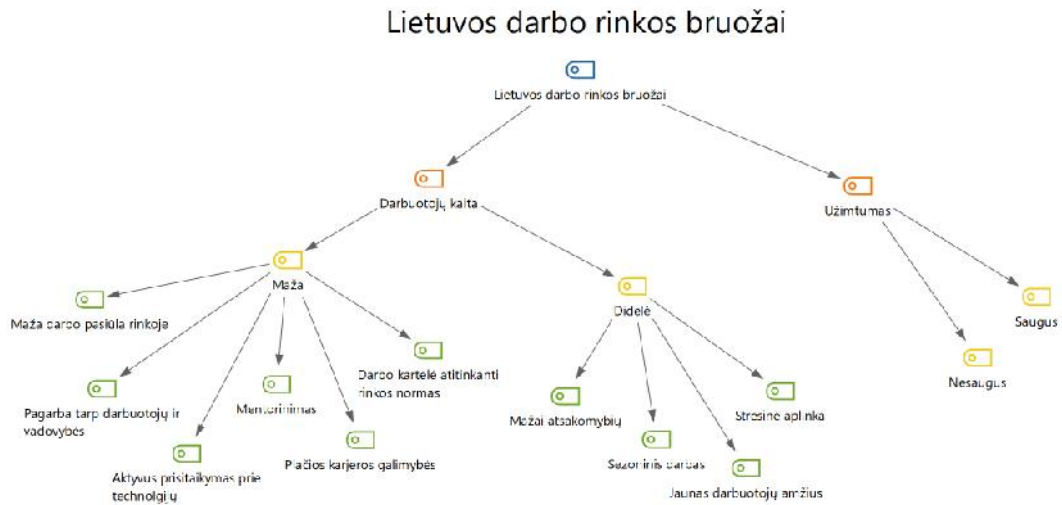 Lietuvos darbo rinkos bruožai
Lietuvos darbo rinkos bruožai
Darbuotojų kaita
Užimtumas
Maža
Didelė
Saugus
Maža darbo pasiūla rinkoje
Nesaugus
Darbo kartelė atitinkanti
rinkos normas
Mentorinimas
Pagarba tarp darbuotojų ir
vadovybės
Mažai atsakomybių
Stresinė aplinka
Plačios karjeros galimybės
Sezoninis darbas
Aktyvus prisitaikymas prie
technolgijų
Jaunas darbuotojų amžius